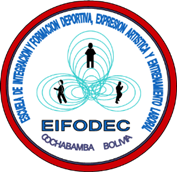 ESCUELA DE INTEGRACION Y FORMACION DEPORTIVA, EXPRESION ARTISTICA Y ENTRENAMIENTO LABORAL
EIFODEC
COCHABAMBA BOLIVIA